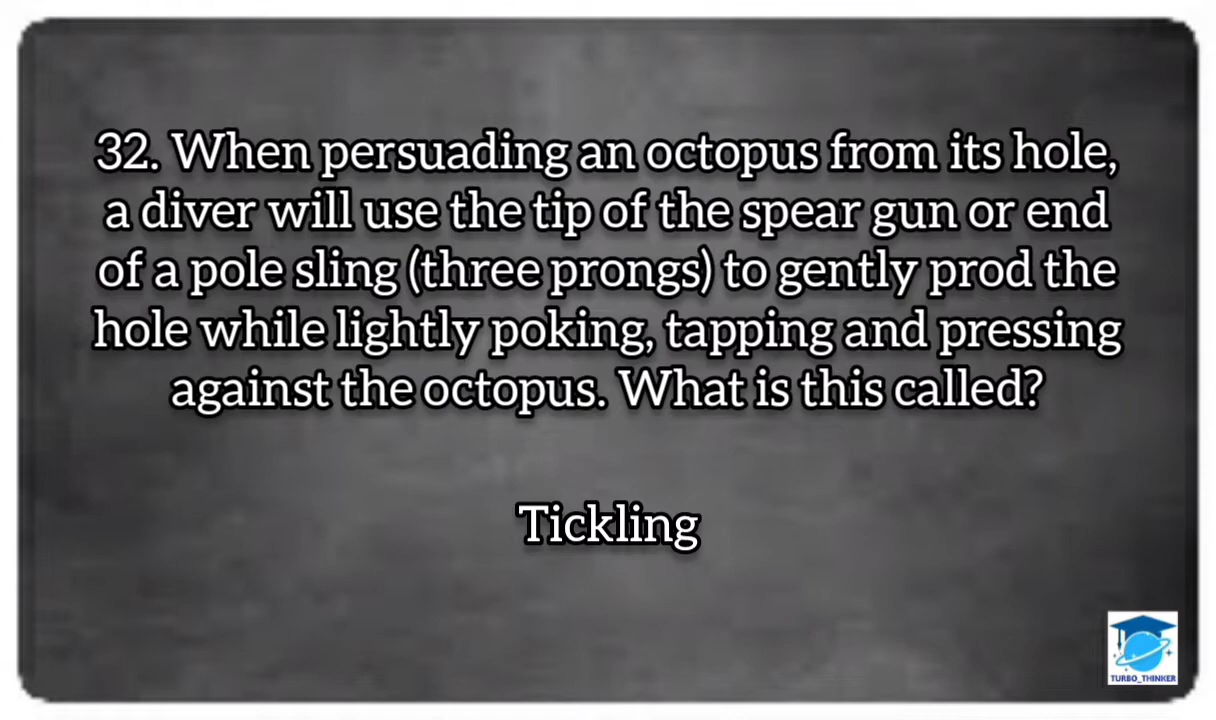 32. When persuading an octopus from its hole,
a diver will use the tip of the spear gun or end
of a pole sling (three prongs) to gently prod the
hole while lightly poking, tapping and pressing
against the octopus. What is this called?
Tickling
TURBO_THINKER